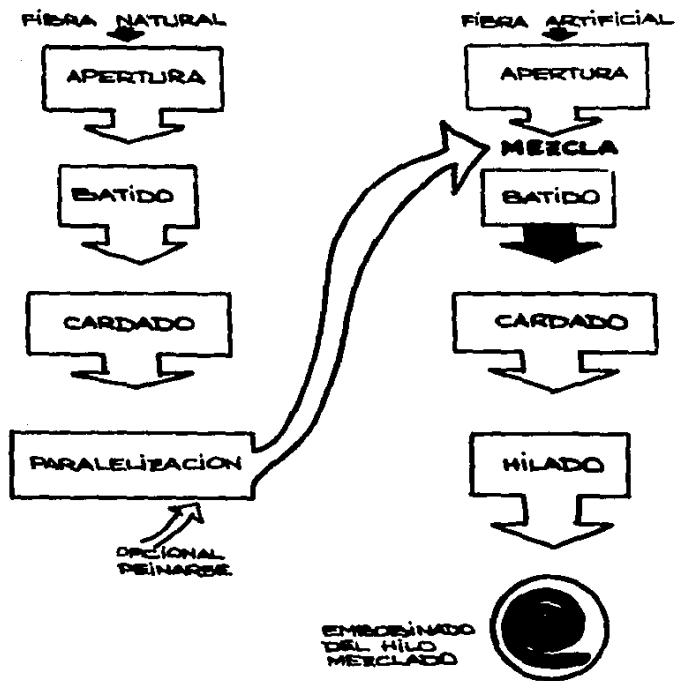 FIBRA NATURAL
APERTURA
BATIDO
CARDADO
PARALELIZACION
OPCIONAL
PEINARSE
FIBRA ARTIFICIAL
APERTURA
MEZCLA
BATIDO
CARDADO
HILADO
EMBOBINADO
DEL HILO
MEZCLADO